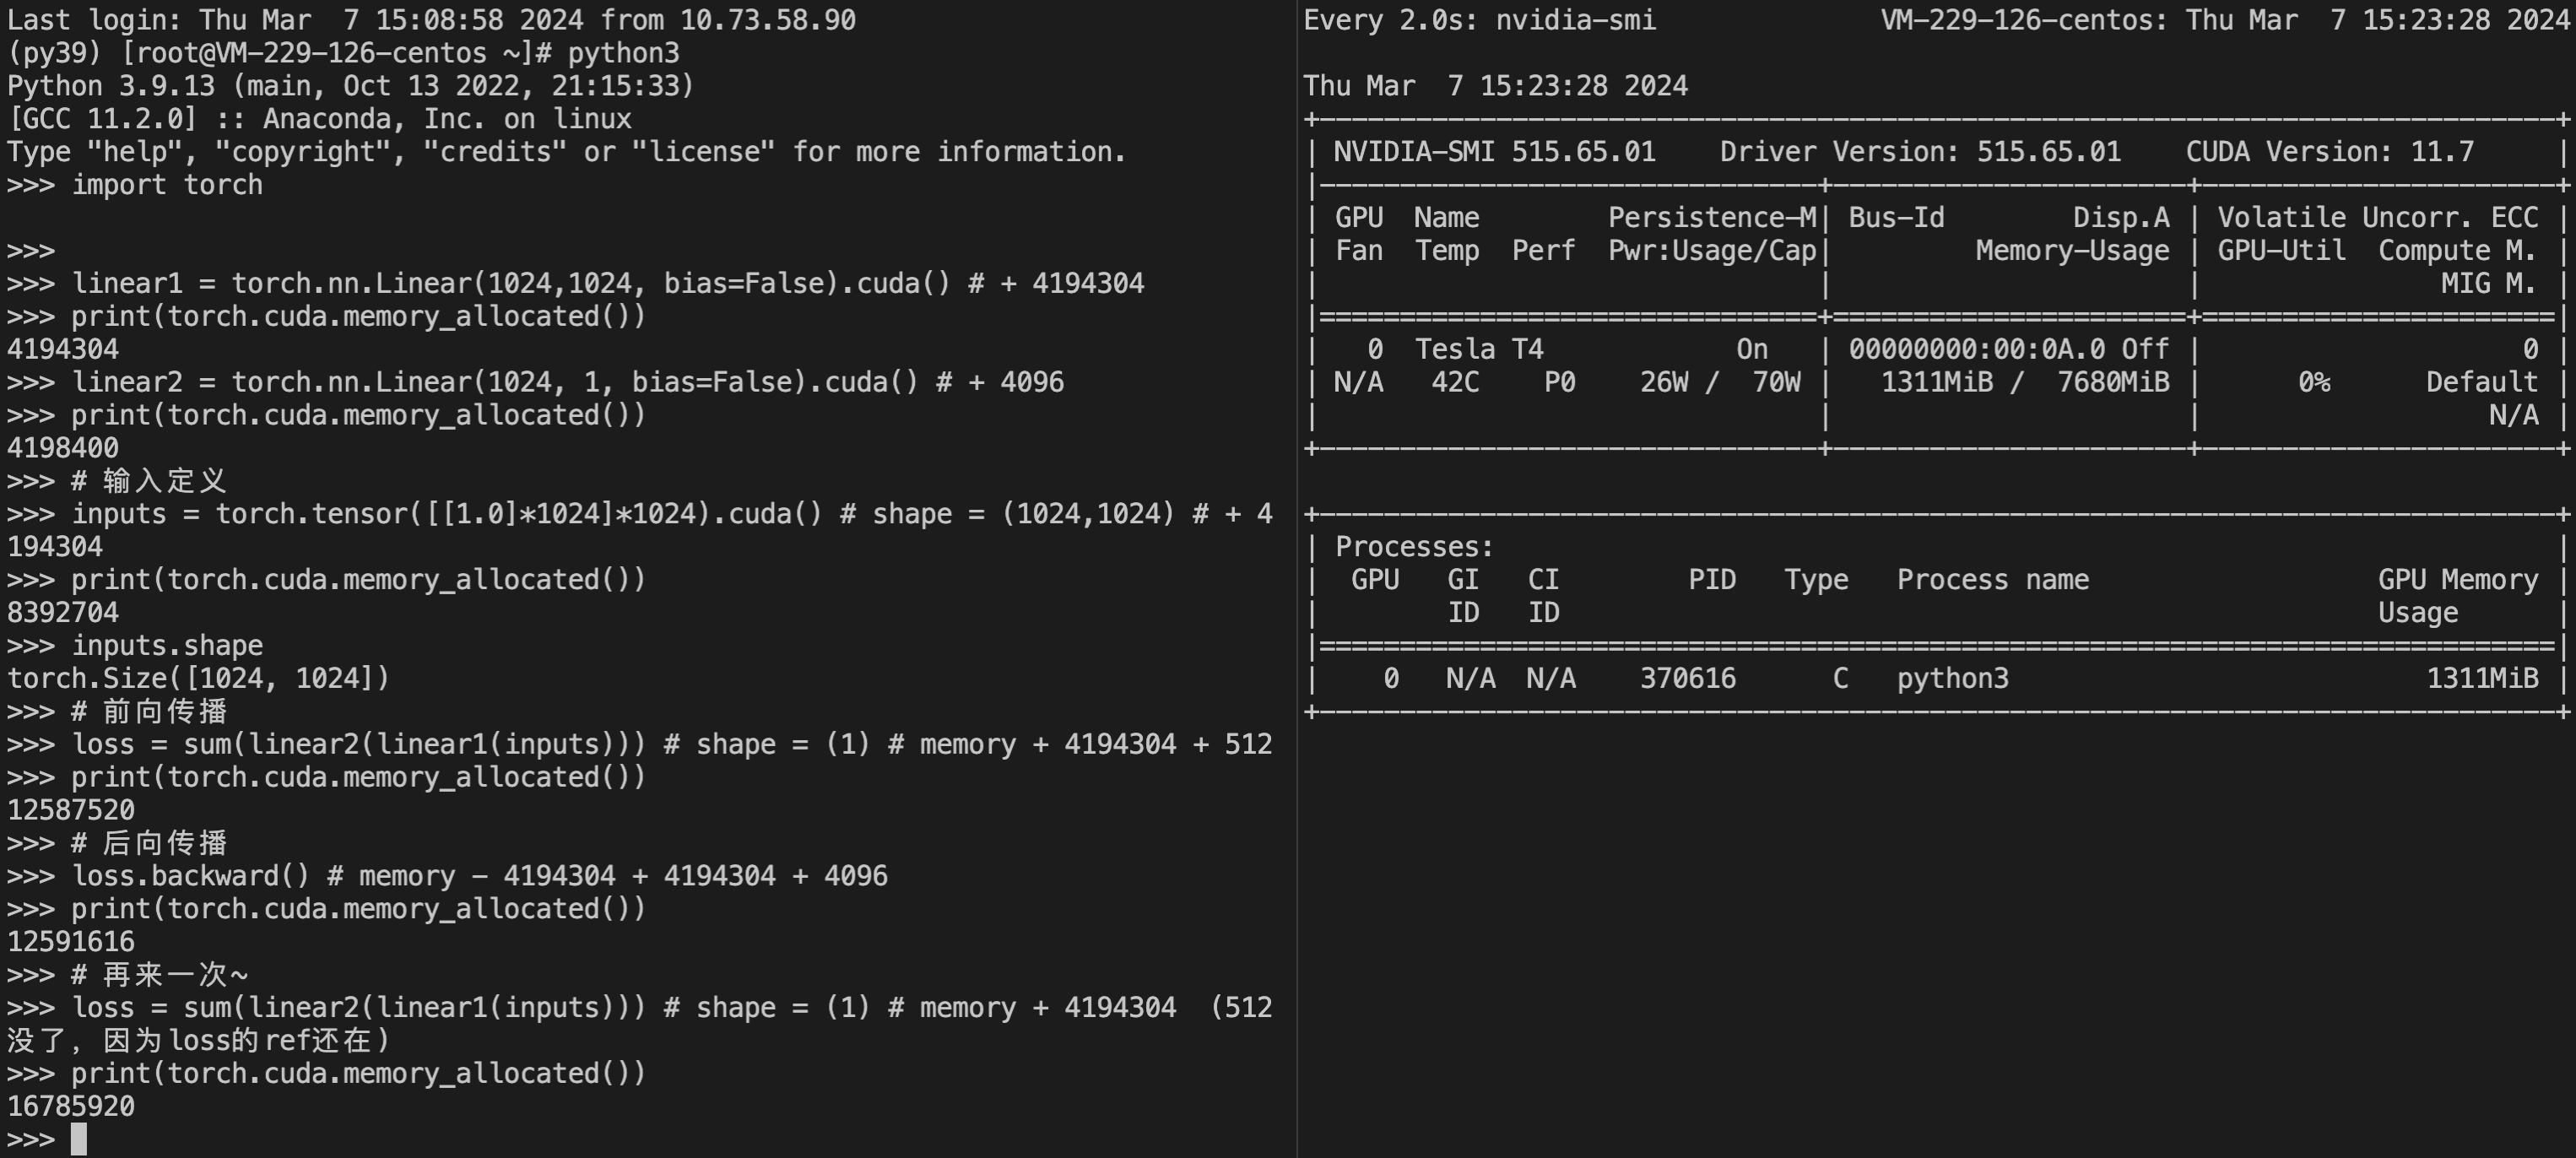 Last login: Thu Mar  7 15:08:58 2024 from 10.73.58.90
(py39) [root@VM-229-126-centos ~]# python3
Python 3.9.13 (main, Oct 13 2022, 21:15:33)
[GCC 11.2.0] :: Anaconda, Inc. on linux
Type "help", "copyright", "credits" or "license" for more information.
>>> import torch
>>>
>>> linear1 = torch.nn.Linear(1024,1024, bias=False).cuda() # + 4194304
>>> print(torch.cuda.memory_allocated())
4194304
>>> linear2 = torch.nn.Linear(1024, 1, bias=False).cuda() # + 4096
>>> print(torch.cuda.memory_allocated())
4198400
>>> # 输入定义
>>> inputs = torch.tensor([[1.0]*1024]*1024).cuda() # shape = (1024,1024) # + 4
194304
>>> print(torch.cuda.memory_allocated())
8392704
>>> inputs.shape
torch.Size([1024, 1024])
>>> # 前向传播
>>> loss = sum(linear2(linear1(inputs))) # shape = (1) # memory + 4194304 + 512
>>> print(torch.cuda.memory_allocated())
12587520
>>> # 后向传播
>>> loss.backward() # memory - 4194304 + 4194304 + 4096
>>> print(torch.cuda.memory_allocated())
12591616
>>> # 再来一次~
>>> loss = sum(linear2(linear1(inputs))) # shape = (1) # memory + 4194304  (512
没了，因为loss的ref还在)
>>> print(torch.cuda.memory_allocated())
16785920
>>>
Every 2.0s: nvidia-smi VM-229-126-centos: Thu Mar  7 15:23:28 2024
Thu Mar  7 15:23:28 2024
+-----------------------------------------------------------------------------+
| NVIDIA-SMI 515.65.01    Driver Version: 515.65.01    CUDA Version: 11.7     |
|-------------------------------+----------------------+----------------------+
| GPU  Name        Persistence-M| Bus-Id        Disp.A | Volatile Uncorr. ECC |
| Fan  Temp  Perf  Pwr:Usage/Cap|         Memory-Usage | GPU-Util  Compute M. |
|                               |                      |               MIG M. |
|===============================+======================+======================|
|   0  Tesla T4            On   | 00000000:00:0A.0 Off |                    0 |
| N/A   42C    P0    26W /  70W |   1311MiB /  7680MiB |      0%      Default |
|                               |                      |                  N/A |
+-------------------------------+----------------------+----------------------+
+-----------------------------------------------------------------------------+
| Processes:                                                                  |
|  GPU   GI   CI        PID   Type   Process name                  GPU Memory |
|        ID   ID                                                   Usage      |
|=============================================================================|
|    0   N/A  N/A    370616      C   python3                          1311MiB |
+-----------------------------------------------------------------------------+